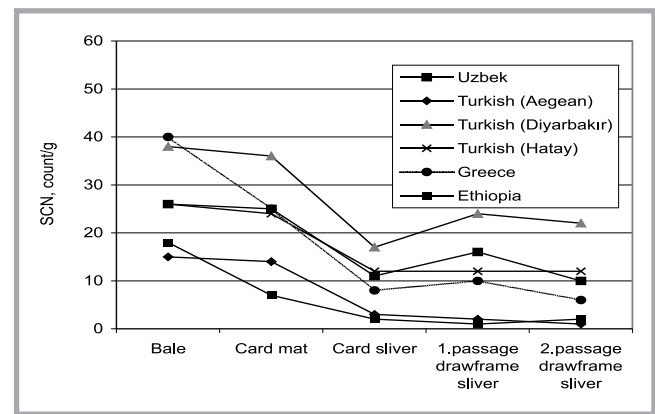 60
50
40
30
20
10
0
SCN, count/g
Uzbek
Turkish (Aegean)
Turkish (Diyarbakır)
Turkish (Hatay)
Greece
Ethiopia
Bale
Card mat
Card sliver
1.passage
drawframe
sliver
2.passage
drawframe
sliver